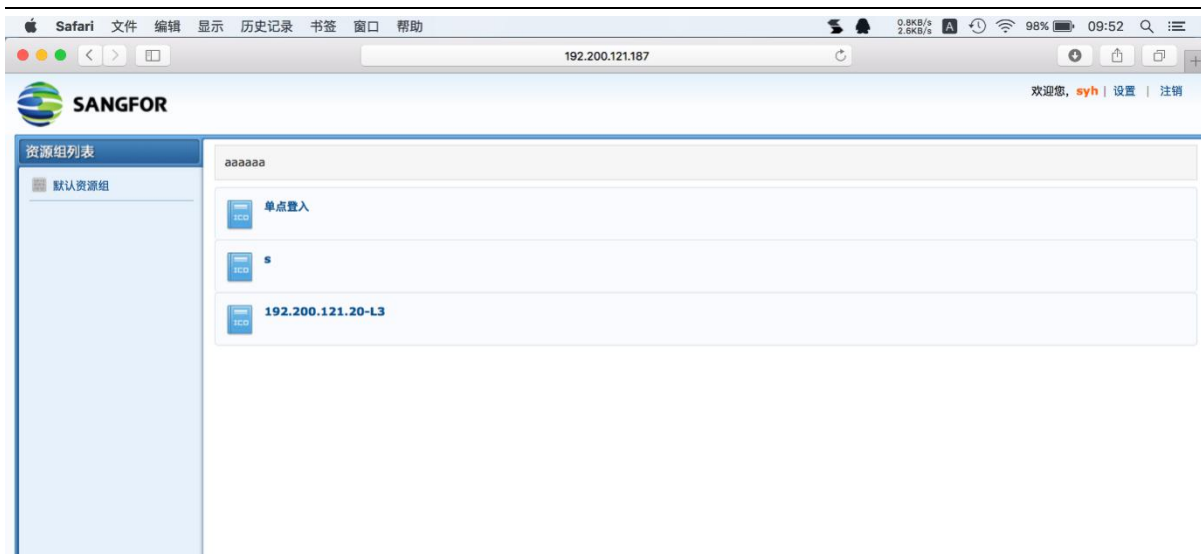 Safari 文件 编辑 显示 历史记录 书签 窗口 帮助 0.8KB/s 2.6KB/s A 98% 09:52
192.200.121.187
SANGFOR
欢迎您, syh | 设置 | 注销
资源组列表
默认资源组
aaaaaa
ICO 单点登入
ICO s
ICO 192.200.121.20-L3